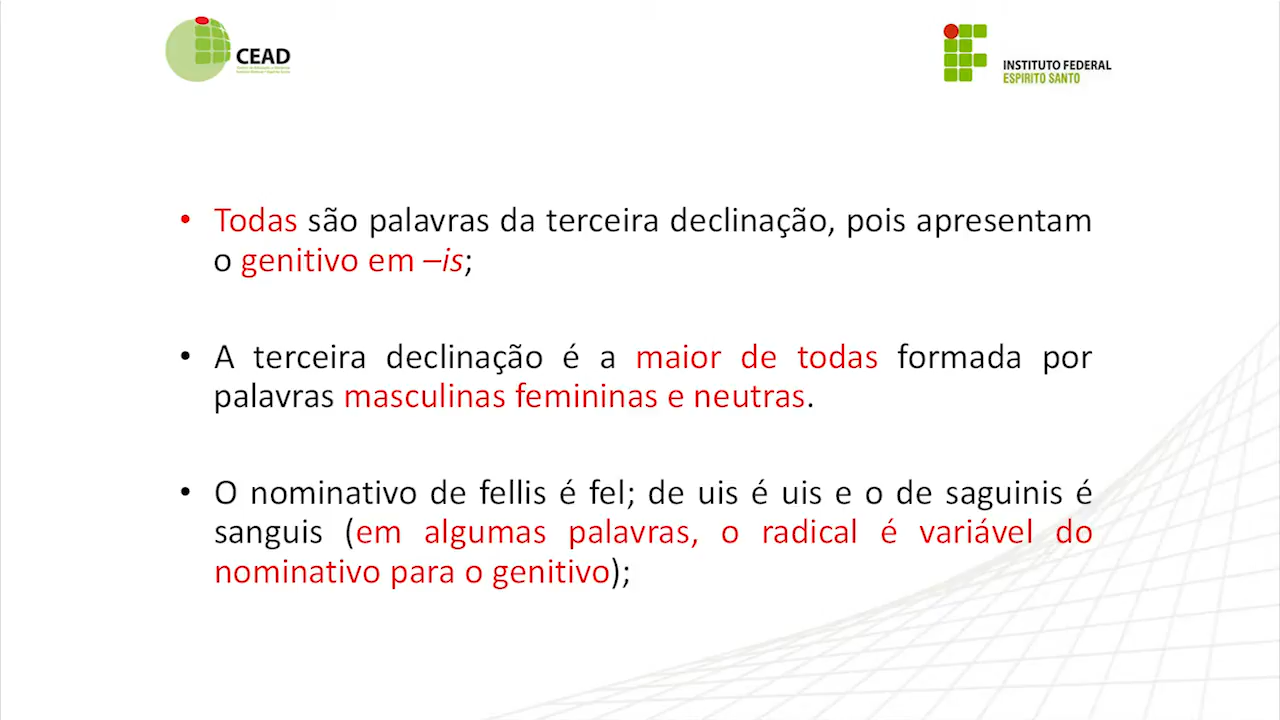 CEAD
INSTITUTO FEDERAL
ESPÍRITO SANTO
• Todas são palavras da terceira declinação, pois apresentam
o genitivo em –is;
• A terceira declinação é a maior de todas formada por
palavras masculinas femininas e neutras.
• O nominativo de fellis é fel; de uis é uis e o de saguinis é
sanguis (em algumas palavras, o radical é variável do
nominativo para o genitivo);